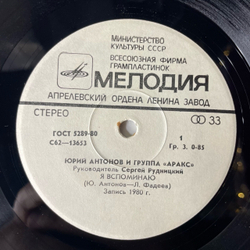 МИНИСТЕРСТВО
КУЛЬТУРЫ СССР
ВСЕСОЮЗНАЯ ФИРМА
ГРАМПЛАСТИНОК
МЕЛОДИЯ
АПРЕЛЕВСКИЙ ОРДЕНА ЛЕНИНА ЗАВОД
СТЕРЕО 33
ГОСТ 5289-80 1
С62—13653 Гр. 3. 0-85
ЮРИЙ АНТОНОВ И ГРУППА «АРАКС»
Руководитель Сергей Рудницкий
Я ВСПОМИНАЮ
(Ю. Антонов—Л. Фадеев)
Запись 1980 г.